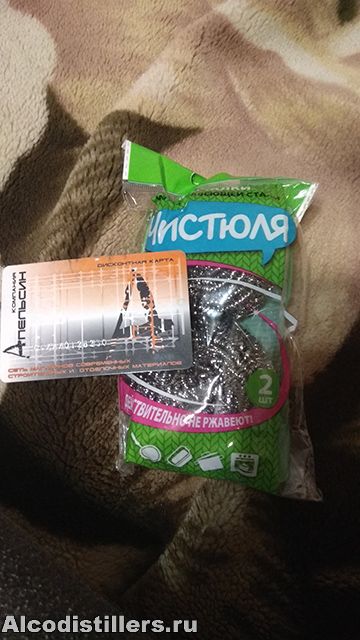 КОМПАНИЯ
АПЕЛЬСИН
ДИСКОНТНАЯ КАРТА
СЕТЬ МАГАЗИНОВ СОВРЕМЕННЫХ
СТРОИТЕЛЬНЫХ И ОТДЕЛОЧНЫХ МАТЕРИАЛОВ
ЧИСТЮЛЯ
2
ШТ
ДЕЙСТВИТЕЛЬНО НЕ РЖАВЕЮТ!
Alcodistillers.ru